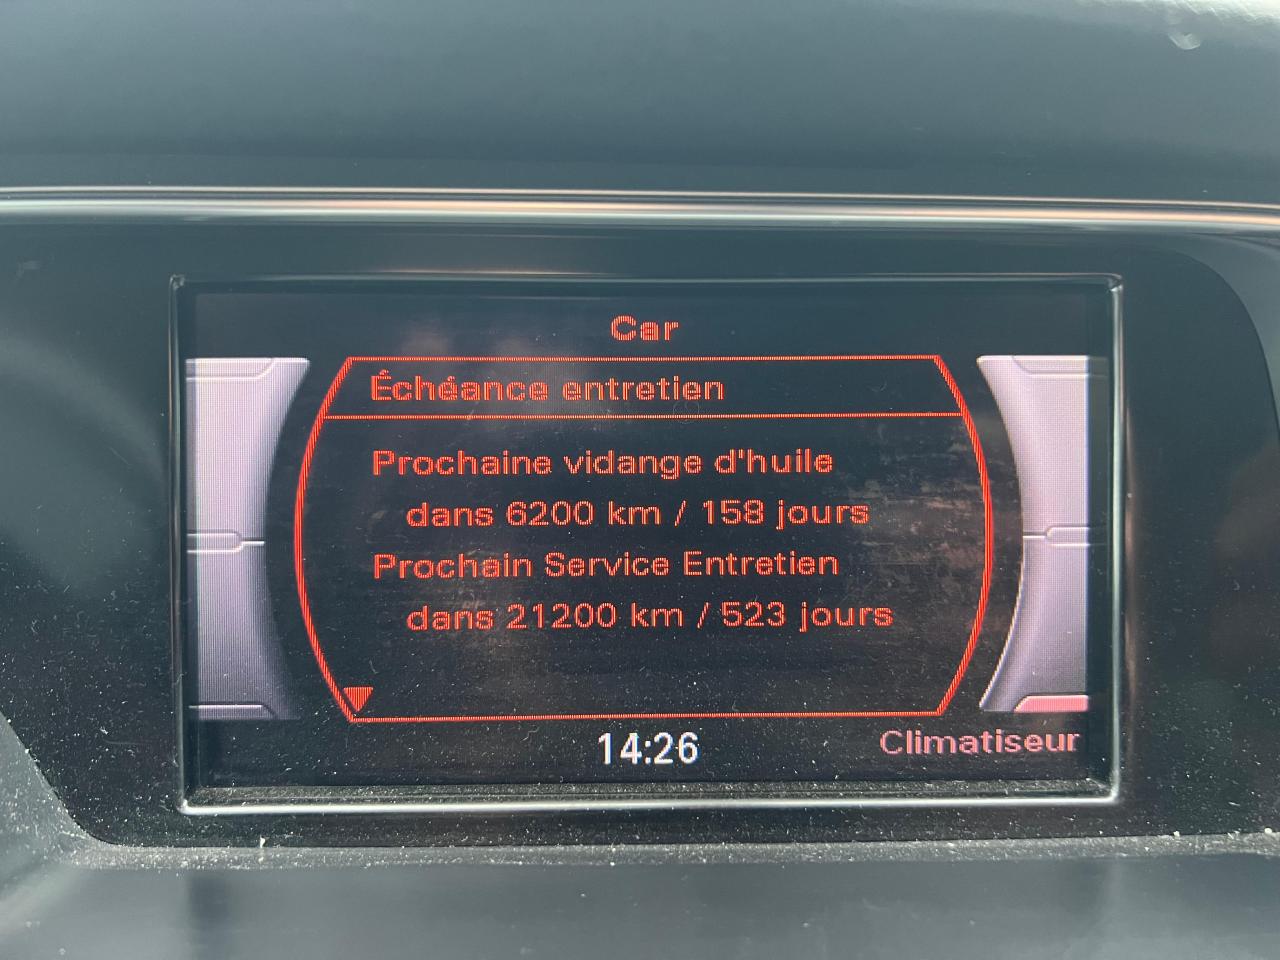 Car
Échéance entretien
Prochaine vidange d'huile
dans 6200 km / 158 jours
Prochain Service Entretien
dans 21200 km / 523 jours
14:26
Climatiseur